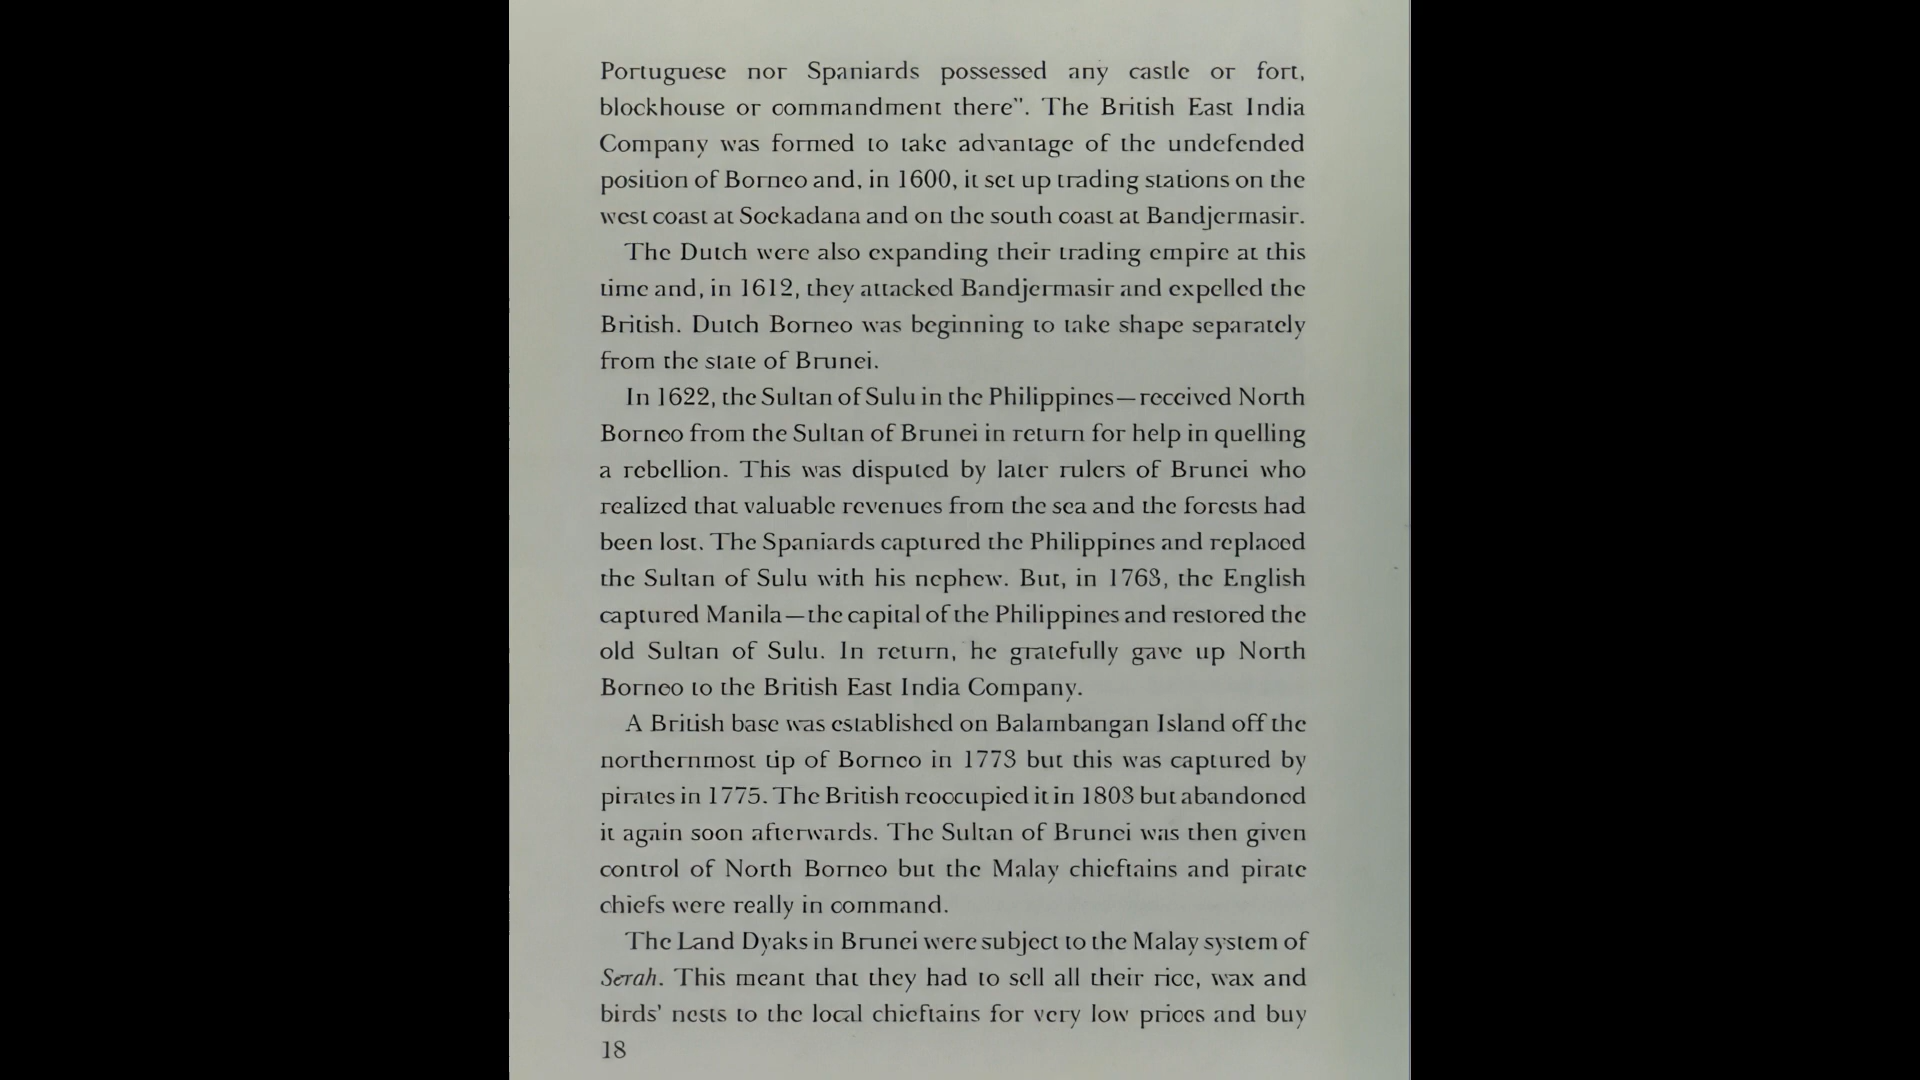 Portuguese nor Spaniards possessed any castle or fort,
blockhouse or commandment there". The British East India
Company was formed to take advantage of the undefended
position of Borneo and, in 1600, it set up trading stations on the
west coast at Soekadana and on the south coast at Bandjermasir.
The Dutch were also expanding their trading empire at this
time and, in 1612, they attacked Bandjermasir and expelled the
British. Dutch Borneo was beginning to take shape separately
from the state of Brunei.
In 1622, the Sultan of Sulu in the Philippines—received North
Borneo from the Sultan of Brunei in return for help in quelling
a rebellion. This was disputed by later rulers of Brunei who
realized that valuable revenues from the sea and the forests had
been lost. The Spaniards captured the Philippines and replaced
the Sultan of Sulu with his nephew. But, in 1763, the English
captured Manila—the capital of the Philippines and restored the
old Sultan of Sulu. In return, he gratefully gave up North
Borneo to the British East India Company.
A British base was established on Balambangan Island off the
northernmost tip of Borneo in 1773 but this was captured by
pirates in 1775. The British reoccupied it in 1803 but abandoned
it again soon afterwards. The Sultan of Brunei was then given
control of North Borneo but the Malay chieftains and pirate
chiefs were really in command.
The Land Dyaks in Brunei were subject to the Malay system of
Serah. This meant that they had to sell all their rice, wax and
birds' nests to the local chieftains for very low prices and buy
18